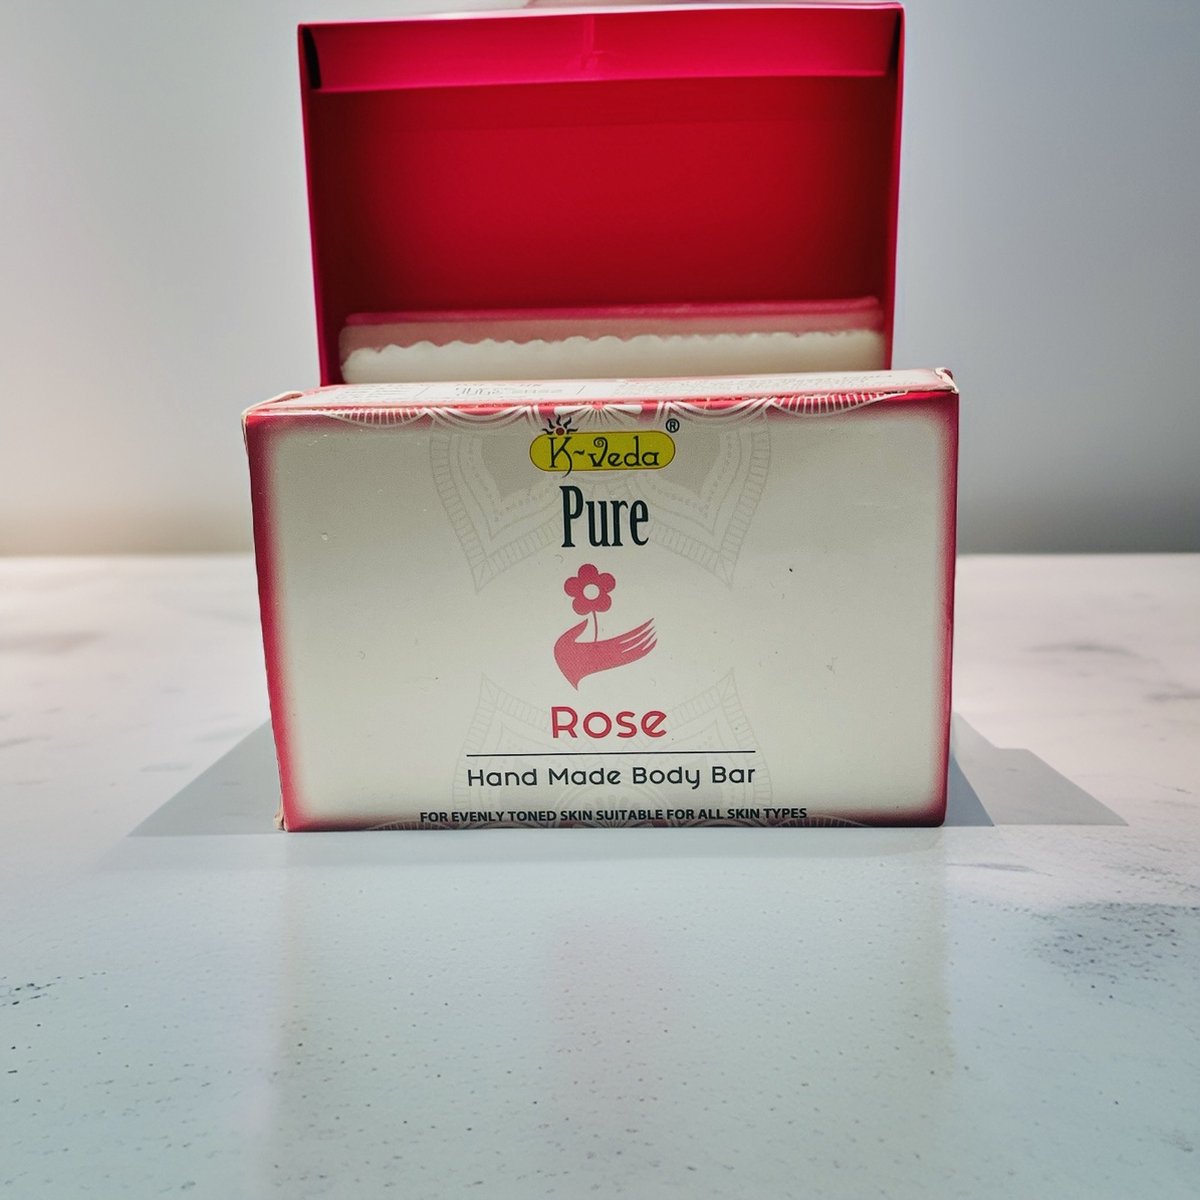 K-Veda®
Pure
Rose
Hand Made Body Bar
FOR EVENLY TONED SKIN SUITABLE FOR ALL SKIN TYPES